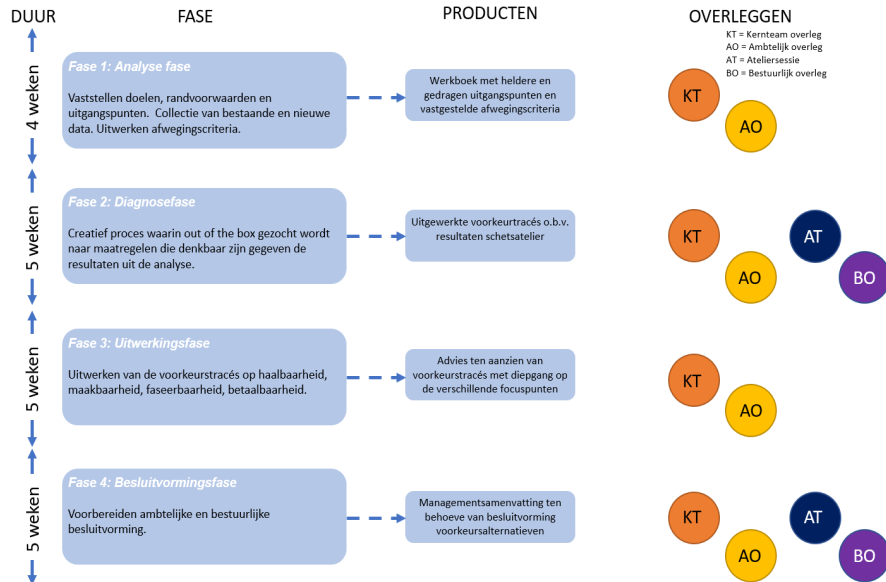 DUUR
FASE
PRODUCTEN
OVERLEGGEN
KT = Kernteam overleg
AO = Ambtelijk overleg
AT = Ateliersessie
BO = Bestuurlijk overleg
4 weken
Fase 1: Analyse fase
Vaststellen doelen, randvoorwaarden en
uitgangspunten. Collectie van bestaande en nieuwe
data. Uitwerken afwegingscriteria.
Werkboek met heldere en
gedragen uitgangspunten en
vastgestelde afwegingscriteria
KT
AO
5 weken
Fase 2: Diagnosefase
Creatief proces waarin out of the box gezocht wordt
naar maatregelen die denkbaar zijn gegeven de
resultaten uit de analyse.
Uitgewerkte voorkeurtracés o.b.v.
resultaten schetsatelier
KT
AO
AT
BO
5 weken
Fase 3: Uitwerkingsfase
Uitwerken van de voorkeurstracés op haalbaarheid,
maakbaarheid, faseerbaarheid, betaalbaarheid.
Advies ten aanzien van
voorkeurstracés met diepgang op
de verschillende focuspunten
KT
AO
5 weken
Fase 4: Besluitvormingsfase
Voorbereiden ambtelijke en bestuurlijke
besluitvorming.
Managementsamenvatting ten
behoeve van besluitvorming
voorkeursalternatieven
KT
AO
AT
BO